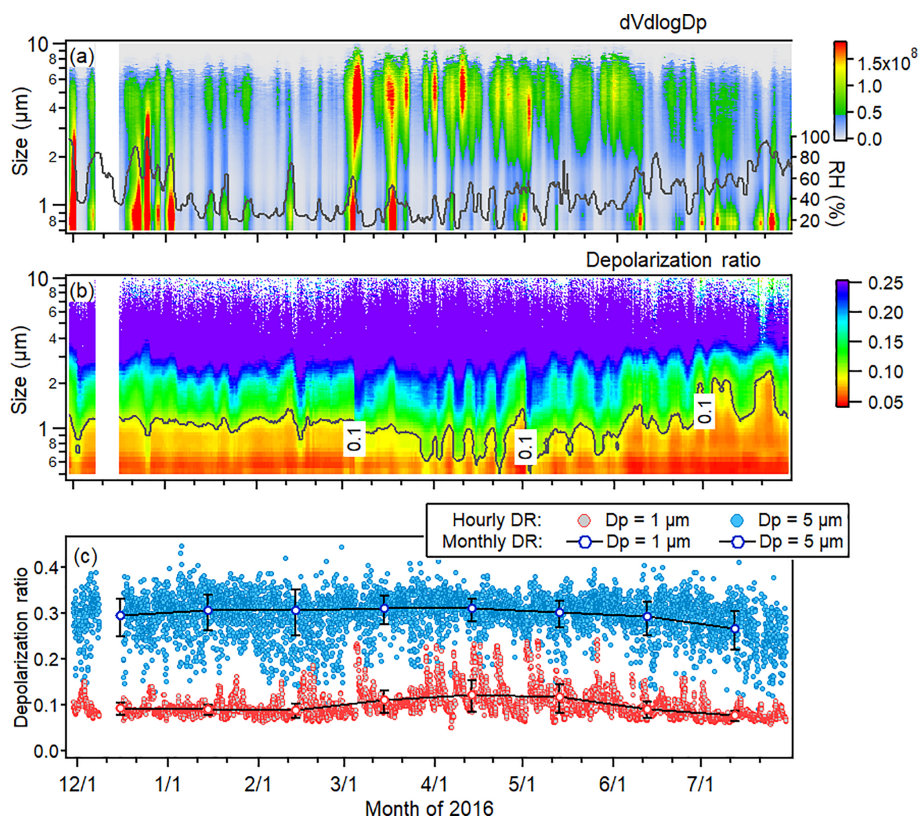 dVdlogDp
(a)
10
8
6
4
2
1
8
Size (µm)
100
80
60
40
20
RH (%)
1.5x10⁸
1.0
0.5
0.0
Depolarization ratio
(b)
10
8
6
4
2
1
8
6
Size (µm)
0.1
0.1
0.1
0.25
0.20
0.15
0.10
0.05
Hourly DR: Dp = 1 µm Dp = 5 µm
Monthly DR: Dp = 1 µm Dp = 5 µm
(c)
0.4
0.3
0.2
0.1
0.0
Depolarization ratio
12/1 1/1 2/1 3/1 4/1 5/1 6/1 7/1
Month of 2016